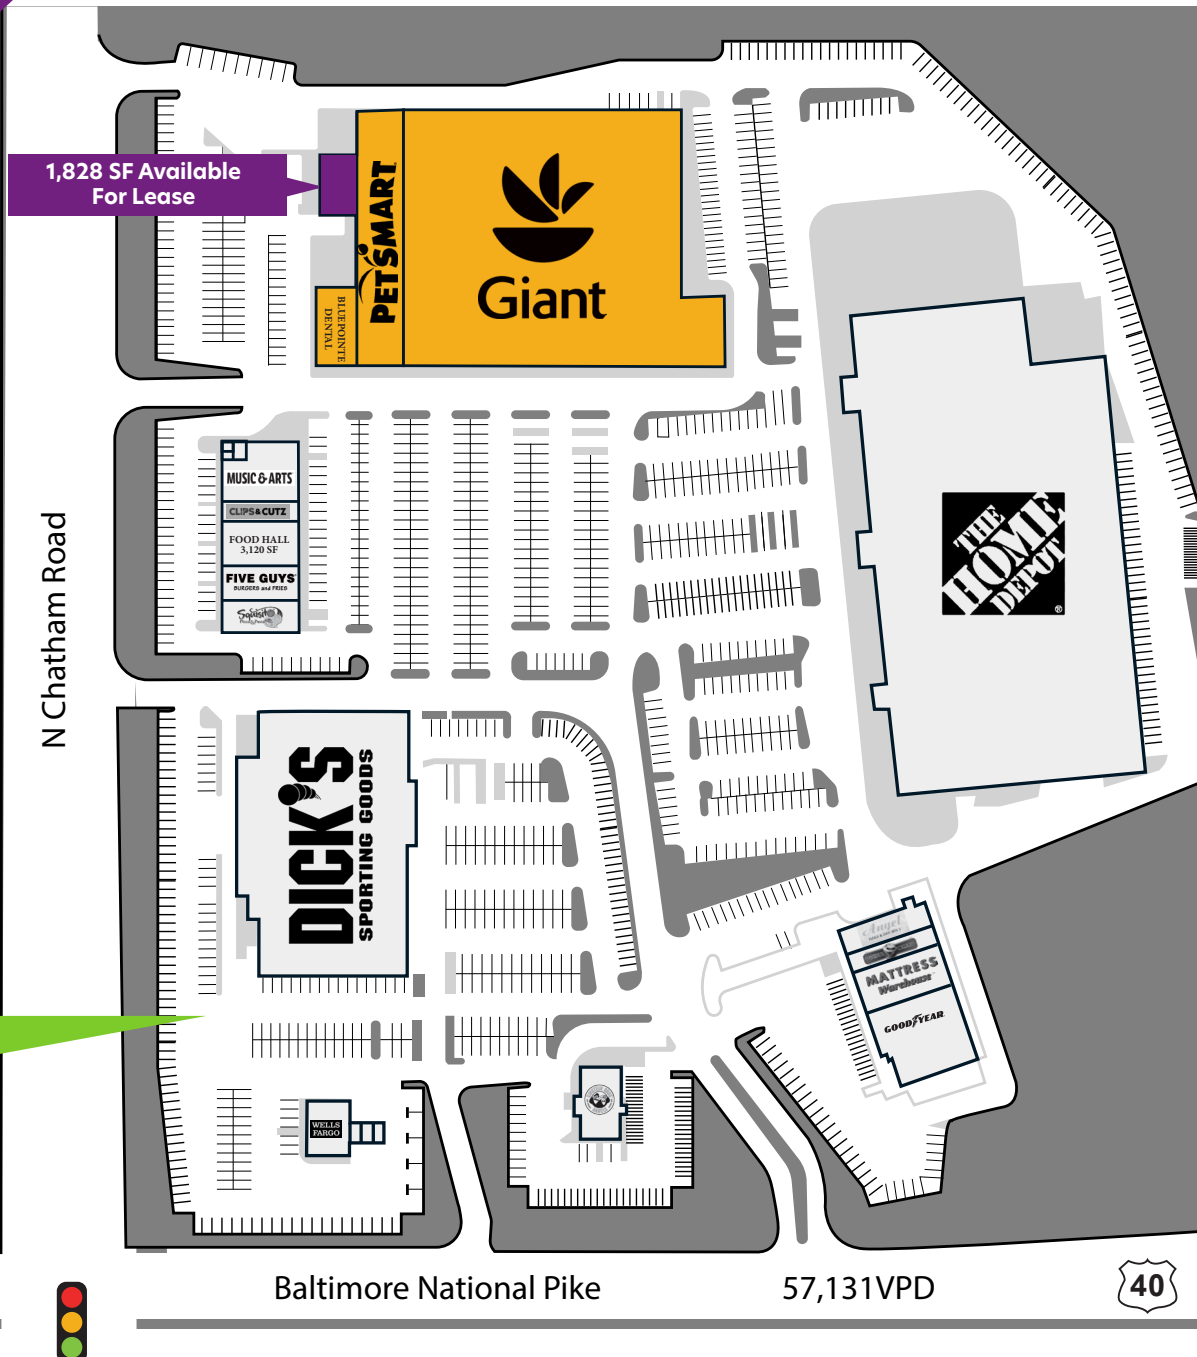 1,828 SF Available
For Lease
PETSMART
Giant
BLUEPOINTE
DENTAL
MUSIC & ARTS
CLIPS & CUTZ
FOOD HALL
3,120 SF
FIVE GUYS
BURGERS and FRIES
Squisito
THE
HOME
DEPOT
®
N Chatham Road
DICK'S
SPORTING GOODS
Angel
MATTRESS
Warehouse
GOODYEAR
WELLS
FARGO
Baltimore National Pike
57,131VPD
40